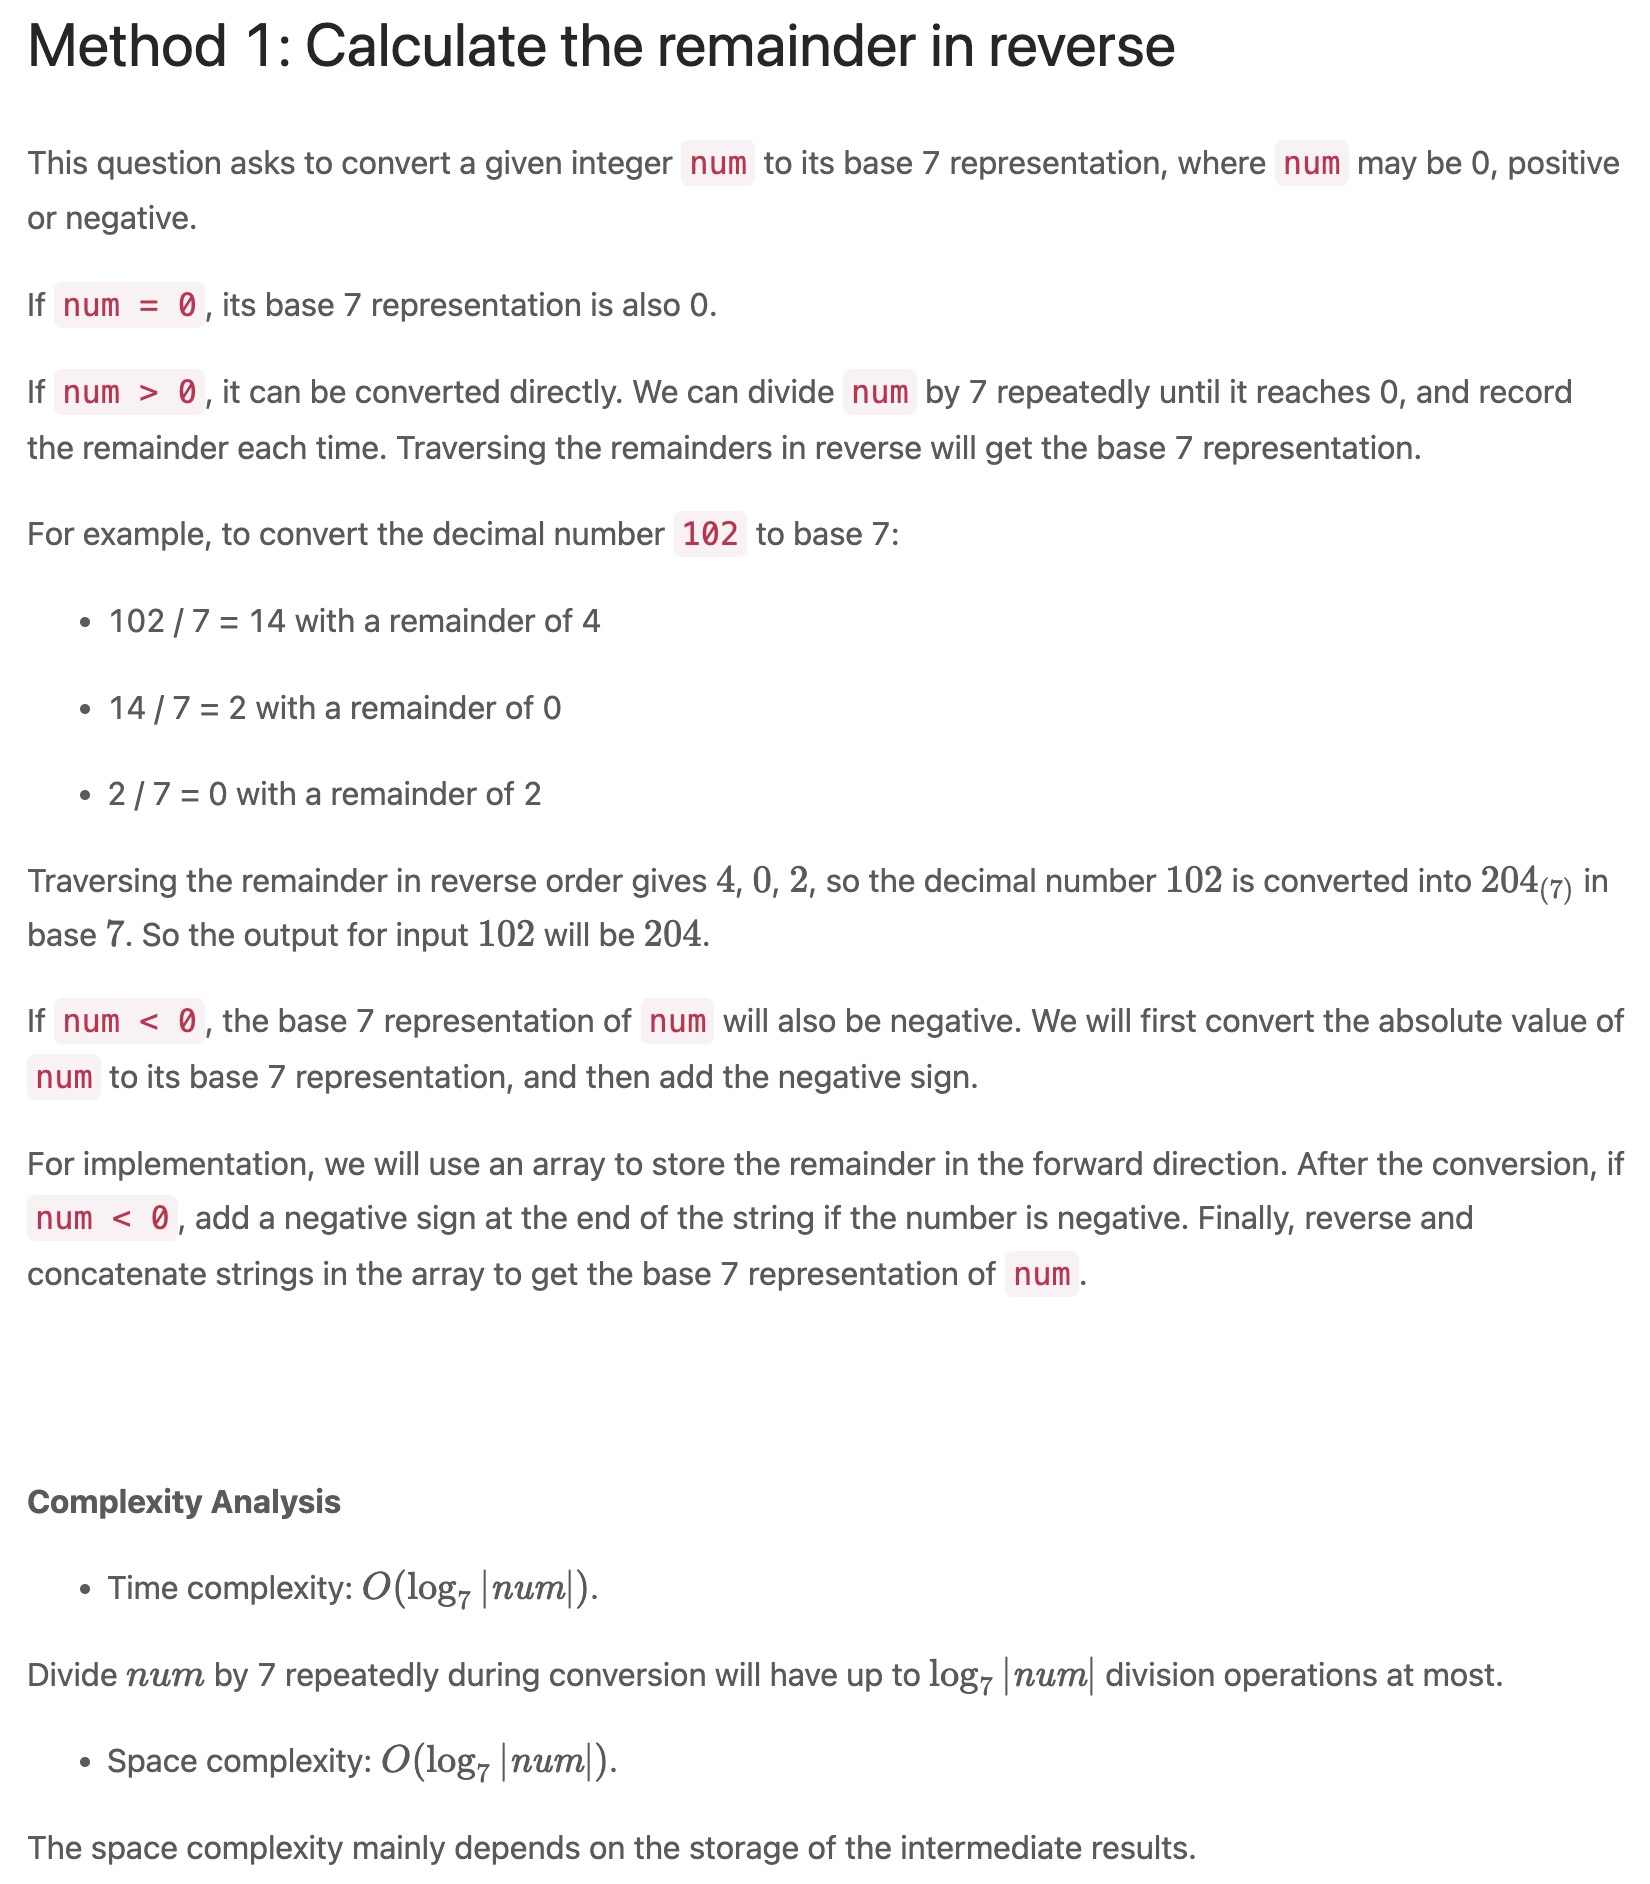 Method 1: Calculate the remainder in reverse
This question asks to convert a given integer num to its base 7 representation, where num may be 0, positive
or negative.
If num = 0, its base 7 representation is also 0.
If num > 0, it can be converted directly. We can divide num by 7 repeatedly until it reaches 0, and record
the remainder each time. Traversing the remainders in reverse will get the base 7 representation.
For example, to convert the decimal number 102 to base 7:
• 102 / 7 = 14 with a remainder of 4
• 14 / 7 = 2 with a remainder of 0
• 2 / 7 = 0 with a remainder of 2
Traversing the remainder in reverse order gives 4, 0, 2, so the decimal number 102 is converted into 204₍₇₎ in
base 7. So the output for input 102 will be 204.
If num < 0, the base 7 representation of num will also be negative. We will first convert the absolute value of
num to its base 7 representation, and then add the negative sign.
For implementation, we will use an array to store the remainder in the forward direction. After the conversion, if
num < 0, add a negative sign at the end of the string if the number is negative. Finally, reverse and
concatenate strings in the array to get the base 7 representation of num.
Complexity Analysis
• Time complexity: O(log₇ |num|).
Divide num by 7 repeatedly during conversion will have up to log₇ |num| division operations at most.
• Space complexity: O(log₇ |num|).
The space complexity mainly depends on the storage of the intermediate results.